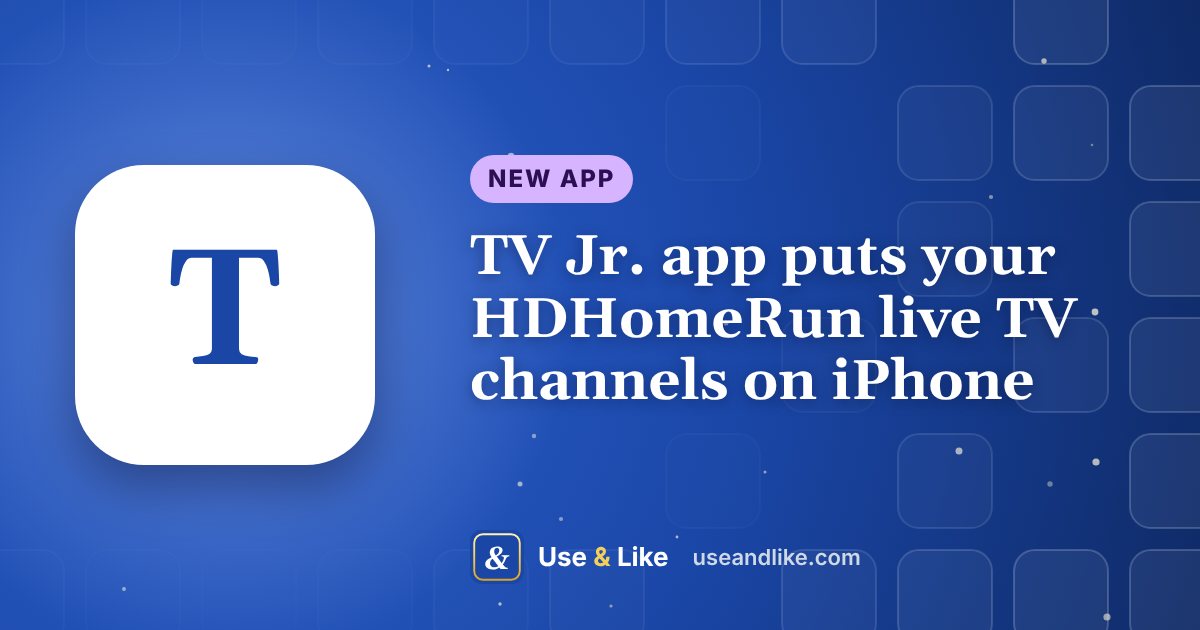 T
NEW APP
TV Jr. app puts your
HDHomeRun live TV
channels on iPhone
& Use & Like useandlike.com